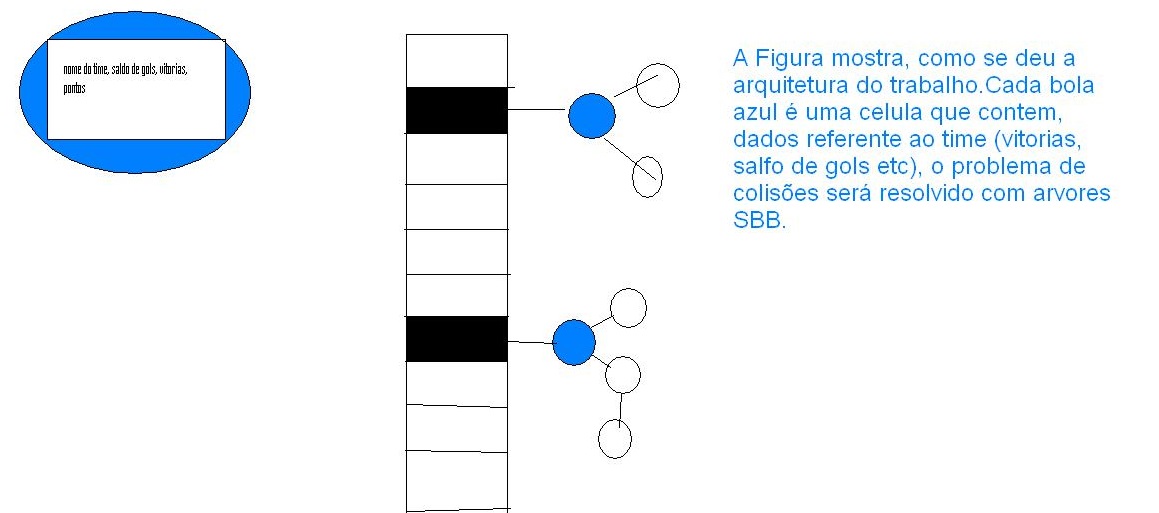 nome do time, saldo de gols, vitorias,
pontos
A Figura mostra, como se deu a
arquitetura do trabalho.Cada bola
azul é uma celula que contem,
dados referente ao time (vitorias,
salfo de gols etc), o problema de
colisões será resolvido com arvores
SBB.